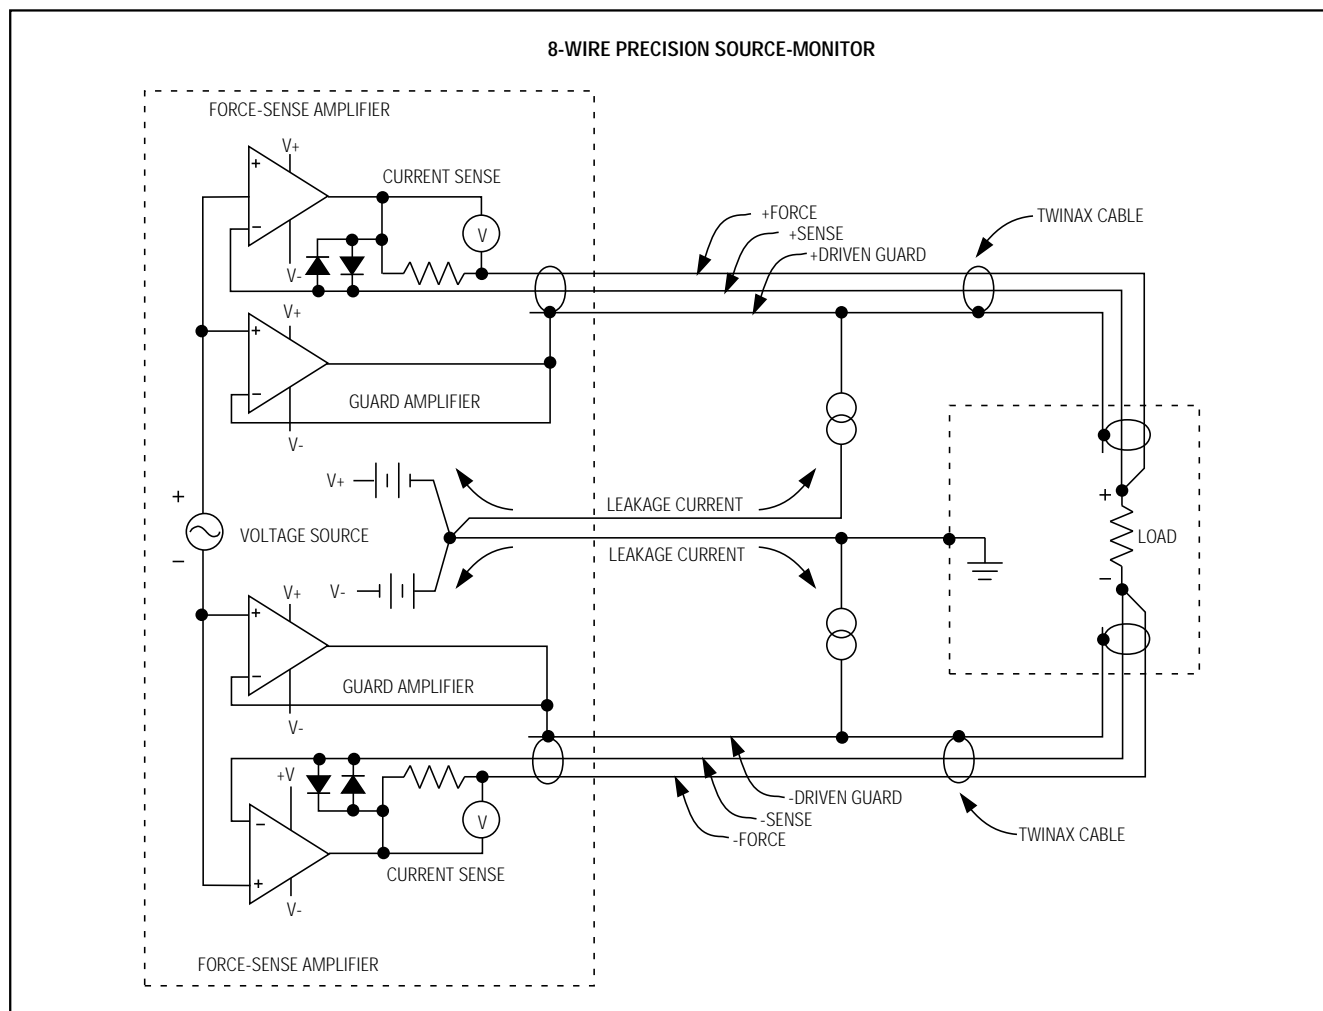 8-WIRE PRECISION SOURCE-MONITOR
FORCE-SENSE AMPLIFIER
V+
+
CURRENT SENSE
V
−
V-
+FORCE
+SENSE
+DRIVEN GUARD
TWINAX CABLE
V+
+
−
GUARD AMPLIFIER
V-
V+
LEAKAGE CURRENT
+
VOLTAGE SOURCE
−
LEAKAGE CURRENT
V-
+
LOAD
−
V+
+
−
GUARD AMPLIFIER
V-
+V
−
V
+
CURRENT SENSE
V-
-DRIVEN GUARD
-SENSE
-FORCE
TWINAX CABLE
FORCE-SENSE AMPLIFIER